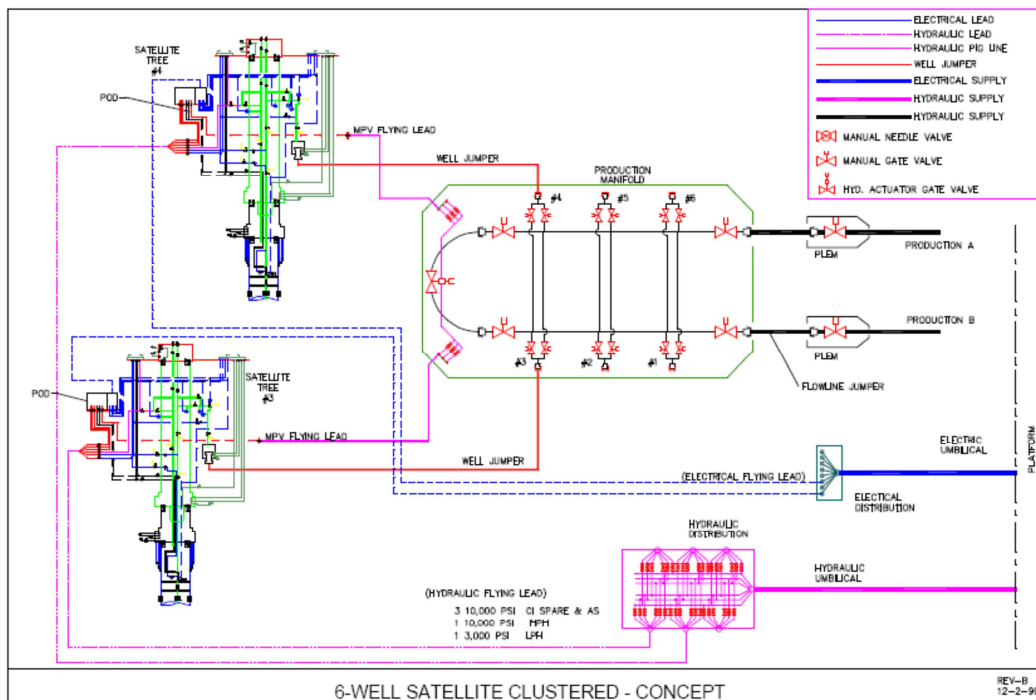 ELECTRICAL LEAD
HYDRAULIC LEAD
HYDRAULIC PIG LINE
WELL JUMPER
ELECTRICAL SUPPLY
HYDRAULIC SUPPLY
HYDRAULIC SUPPLY
MANUAL NEEDLE VALVE
MANUAL GATE VALVE
HYD. ACTUATOR GATE VALVE
SATELLITE
TREE
#4
POD
MPV FLYING LEAD
WELL JUMPER
PRODUCTION
MANIFOLD
#4
#5
#6
PLEM
PRODUCTION A
PRODUCTION B
#3
#2
#1
PLEM
FLOWLINE JUMPER
SATELLITE
TREE
#3
POD
MPV FLYING LEAD
WELL JUMPER
(ELECTRICAL FLYING LEAD)
ELECTRIC
UMBILICAL
PLATFORM
ELECTICAL
DISTRIBUTION
HYDRAULIC
DISTRIBUTION
HYDRAULIC
UMBILICAL
(HYDRAULIC FLYING LEAD)
3 10,000 PSI CI SPARE & AS
1 10,000 PSI MPH
1 3,000 PSI LPH
6-WELL SATELLITE CLUSTERED - CONCEPT
REV-B